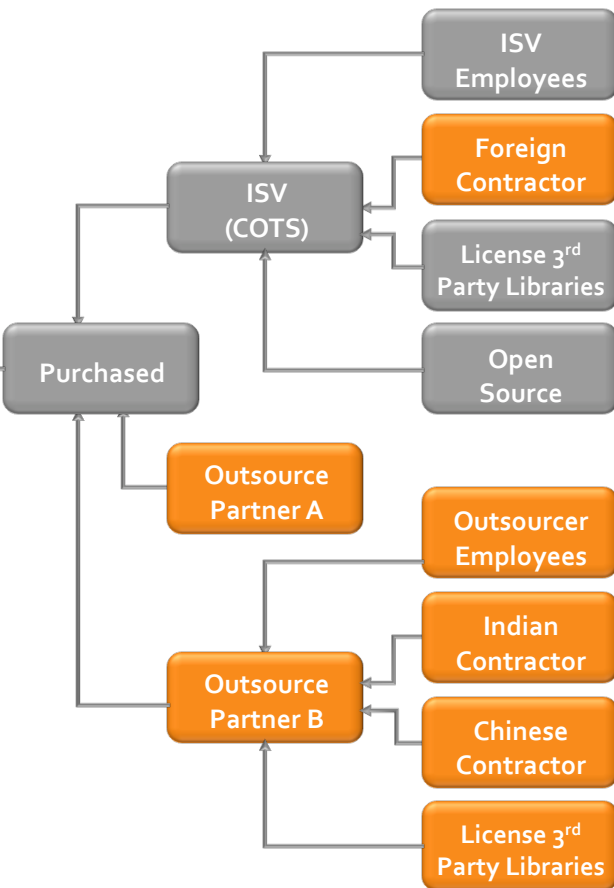 ISV
Employees
Foreign
Contractor
ISV
(COTS)
License 3rd
Party Libraries
Open
Source
Purchased
Outsource
Partner A
Outsourcer
Employees
Indian
Contractor
Outsource
Partner B
Chinese
Contractor
License 3rd
Party Libraries